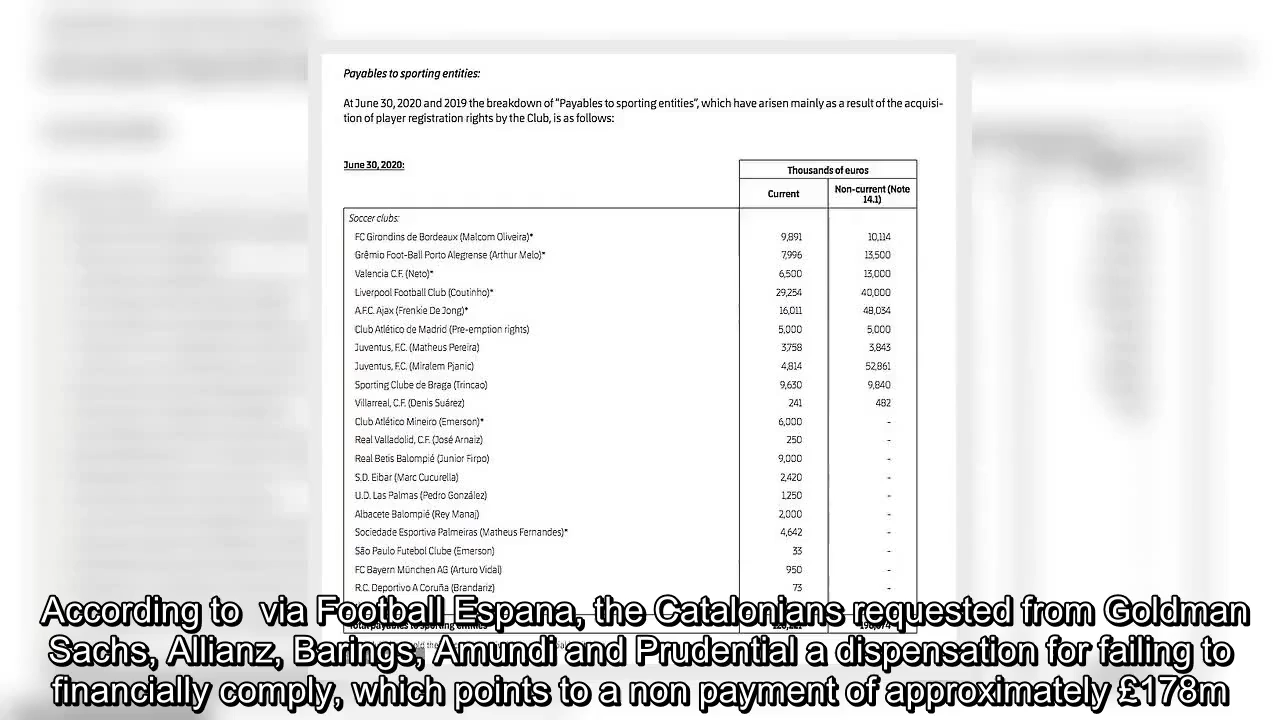 Payables to sporting entities:
At June 30, 2020 and 2019 the breakdown of "Payables to sporting entities", which have arisen mainly as a result of the acquisi-
tion of player registration rights by the Club, is as follows:
June 30, 2020:
Thousands of euros
Current Non-current (Note 14.1)
Soccer clubs:
FC Girondins de Bordeaux (Malcom Oliveira)* 9,891 10,114
Grêmio Foot-Ball Porto Alegrense (Arthur Melo)* 7,996 13,500
Valencia C.F. (Neto)* 6,500 13,000
Liverpool Football Club (Coutinho)* 29,254 40,000
A.F.C. Ajax (Frenkie De Jong)* 16,011 48,034
Club Atlético de Madrid (Pre-emption rights) 5,000 5,000
Juventus, F.C. (Matheus Pereira) 3,758 3,843
Juventus, F.C. (Miralem Pjanic) 4,814 52,861
Sporting Clube de Braga (Trincao) 9,630 9,840
Villarreal, C.F. (Denis Suárez) 241 482
Club Atlético Mineiro (Emerson)* 6,000 -
Real Valladolid, C.F. (José Arnaiz) 250 -
Real Betis Balompié (Junior Firpo) 9,000 -
S.D. Eibar (Marc Cucurella) 2,420 -
U.D. Las Palmas (Pedro González) 1,250 -
Albacete Balompié (Rey Manaj) 2,000 -
Sociedade Esportiva Palmeiras (Matheus Fernandes)* 4,642 -
São Paulo Futebol Clube (Emerson) 33 -
FC Bayern München AG (Arturo Vidal) 950 -
R.C. Deportivo A Coruña (Brandariz) 73 -
According to via Football Espana, the Catalonians requested from Goldman
Sachs, Allianz, Barings, Amundi and Prudential a dispensation for failing to
financially comply, which points to a non payment of approximately £178m